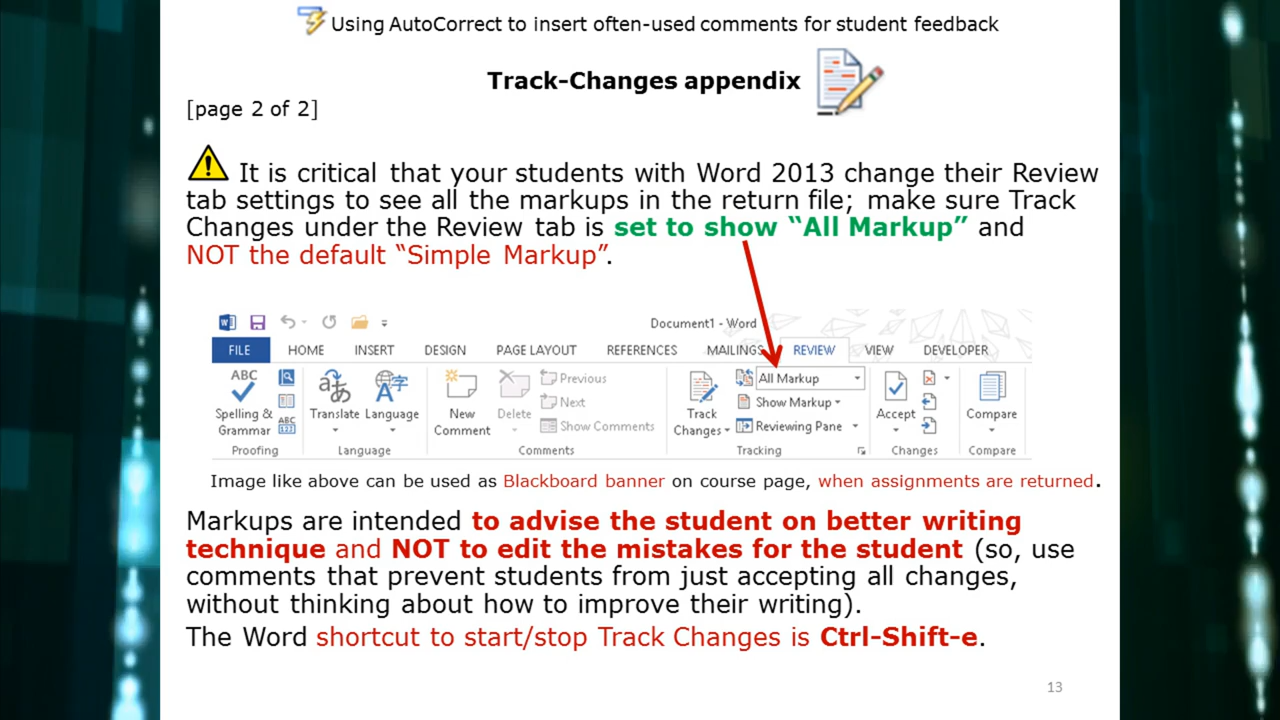 Using AutoCorrect to insert often-used comments for student feedback
Track-Changes appendix
[page 2 of 2]
It is critical that your students with Word 2013 change their Review
tab settings to see all the markups in the return file; make sure Track
Changes under the Review tab is set to show “All Markup” and
NOT the default “Simple Markup”.
Document1 - Word
FILE HOME INSERT DESIGN PAGE LAYOUT REFERENCES MAILINGS REVIEW VIEW DEVELOPER
ABC
Spelling &
Grammar
ABC
123
Proofing
Translate Language
Language
New
Comment
Delete
Previous
Next
Show Comments
Comments
Track
Changes
All Markup
Show Markup
Reviewing Pane
Tracking
Accept
Changes
Compare
Compare
Image like above can be used as Blackboard banner on course page, when assignments are returned.
Markups are intended to advise the student on better writing
technique and NOT to edit the mistakes for the student (so, use
comments that prevent students from just accepting all changes,
without thinking about how to improve their writing).
The Word shortcut to start/stop Track Changes is Ctrl-Shift-e.
13